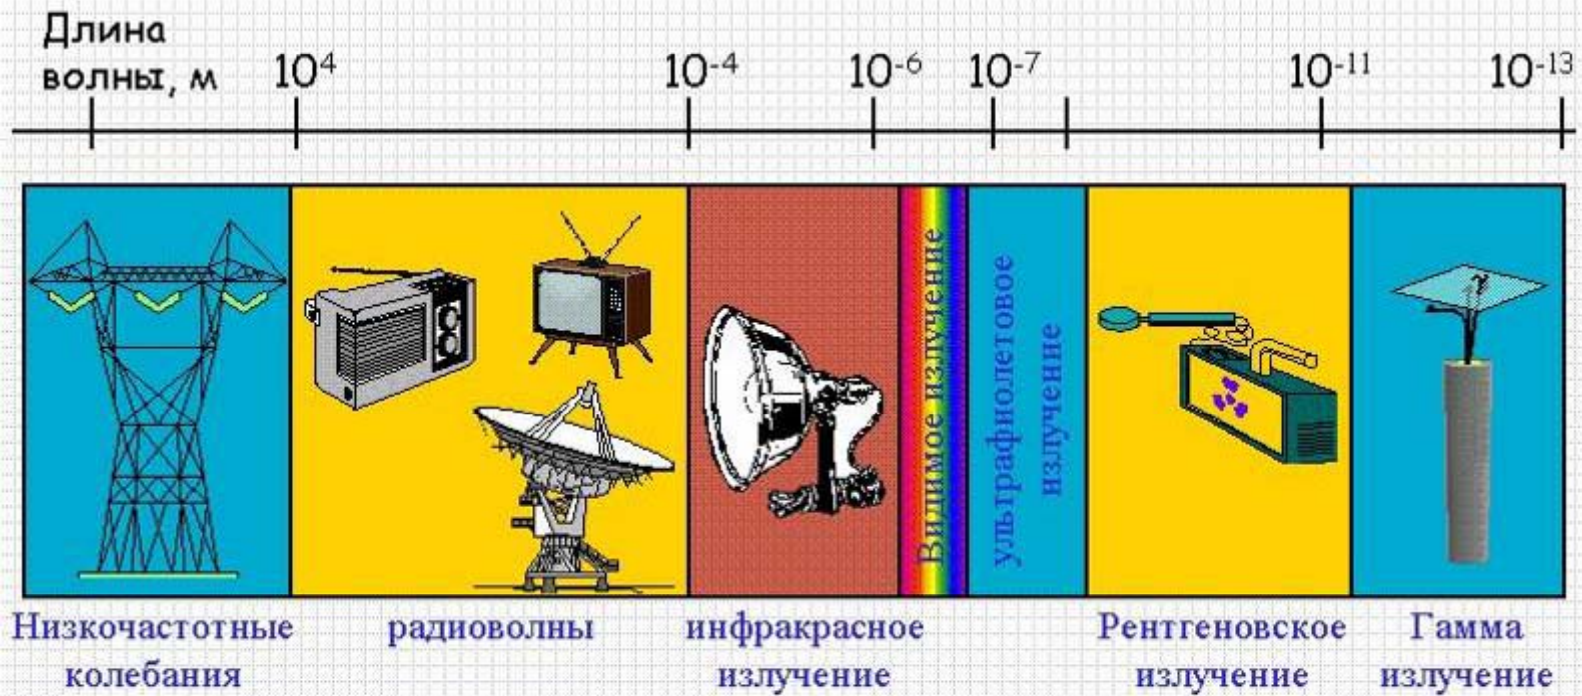 Длина
волны, м
10⁴
10⁻⁴
10⁻⁶
10⁻⁷
10⁻¹¹
10⁻¹³
Видимое излучение
ультрафиолетовое
излучение
Низкочастотные
колебания
радиоволны
инфракрасное
излучение
Рентгеновское
излучение
Гамма
излучение